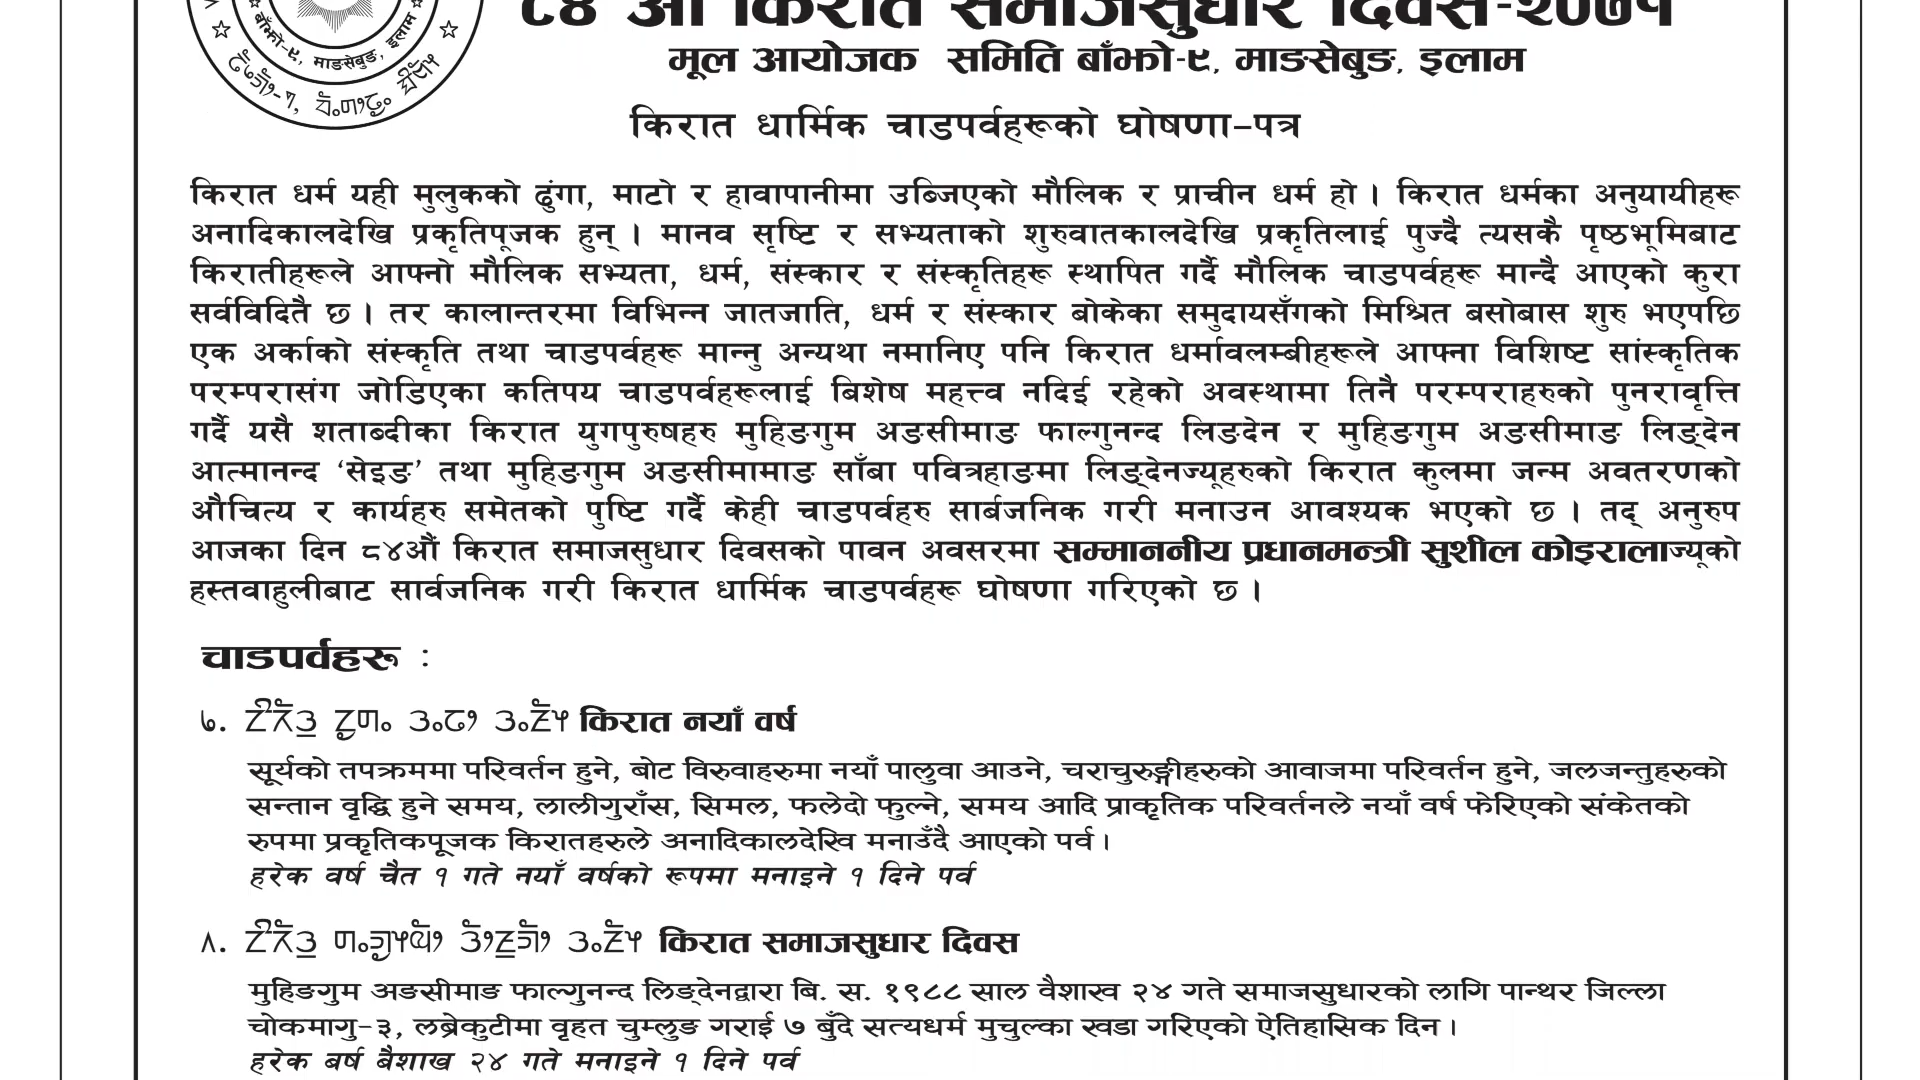 ८४ औं किरात समाजसुधार दिवस-२०७१
मूल आयोजक समिति बाँझो-९, माङसेबुङ, इलाम
बाँझो-९, माङसेबुङ, इलाम
किरात धार्मिक चाडपर्वहरूको घोषणा–पत्र
किरात धर्म यही मुलुकको ढुंगा, माटो र हावापानीमा उब्जिएको मौलिक र प्राचीन धर्म हो । किरात धर्मका अनुयायीहरू
अनादिकालदेखि प्रकृतिपूजक हुन् । मानव सृष्टि र सभ्यताको शुरुवातकालदेखि प्रकृतिलाई पुज्दै त्यसकै पृष्ठभूमिबाट
किरातीहरूले आफ्नो मौलिक सभ्यता, धर्म, संस्कार र संस्कृतिहरू स्थापित गर्दै मौलिक चाडपर्वहरू मान्दै आएको कुरा
सर्वविदितै छ । तर कालान्तरमा विभिन्न जातजाति, धर्म र संस्कार बोकेका समुदायसँगको मिश्रित बसोबास शुरु भएपछि
एक अर्काको संस्कृति तथा चाडपर्वहरू मान्नु अन्यथा नमानिए पनि किरात धर्मावलम्बीहरूले आफ्ना विशिष्ट सांस्कृतिक
परम्परासंग जोडिएका कतिपय चाडपर्वहरूलाई बिशेष महत्त्व नदिई रहेको अवस्थामा तिनै परम्पराहरुको पुनरावृत्ति
गर्दै यसै शताब्दीका किरात युगपुरुषहरु मुहिङगुम अङसीमाङ फाल्गुनन्द लिङदेन र मुहिङगुम अङसीमाङ लिङ्देन
आत्मानन्द ‘सेइङ’ तथा मुहिङगुम अङसीमामाङ साँबा पवित्रहाङमा लिङ्देनज्यूहरुको किरात कुलमा जन्म अवतरणको
औचित्य र कार्यहरु समेतको पुष्टि गर्दै केही चाडपर्वहरु सार्बजनिक गरी मनाउन आवश्यक भएको छ । तद् अनुरुप
आजका दिन ८४औं किरात समाजसुधार दिवसको पावन अवसरमा सम्माननीय प्रधानमन्त्री सुशील कोइरालाज्यूको
हस्तवाहुलीबाट सार्वजनिक गरी किरात धार्मिक चाडपर्वहरू घोषणा गरिएको छ ।
चाडपर्वहरू :
किरात नयाँ वर्ष
सूर्यको तपक्रममा परिवर्तन हुने, बोट विरुवाहरुमा नयाँ पालुवा आउने, चराचुरुङ्गीहरुको आवाजमा परिवर्तन हुने, जलजन्तुहरुको
सन्तान वृद्धि हुने समय, लालीगुराँस, सिमल, फलेदो फुल्ने, समय आदि प्राकृतिक परिवर्तनले नयाँ वर्ष फेरिएको संकेतको
रुपमा प्रकृतिकपूजक किरातहरुले अनादिकालदेखि मनाउँदै आएको पर्व ।
हरेक वर्ष चैत १ गते नयाँ वर्षको रूपमा मनाइने १ दिने पर्व
किरात समाजसुधार दिवस
मुहिङगुम अङसीमाङ फाल्गुनन्द लिङ्देनद्वारा बि. स. १९८८ साल वैशाख २४ गते समाजसुधारको लागि पान्थर जिल्ला
चोकमागु–३, लब्रेकुटीमा वृहत चुम्लुङ गराई ७ बुँदे सत्यधर्म मुचुल्का खडा गरिएको ऐतिहासिक दिन ।
हरेक बर्ष बैशाख २४ गते मनाइने १ दिने पर्व